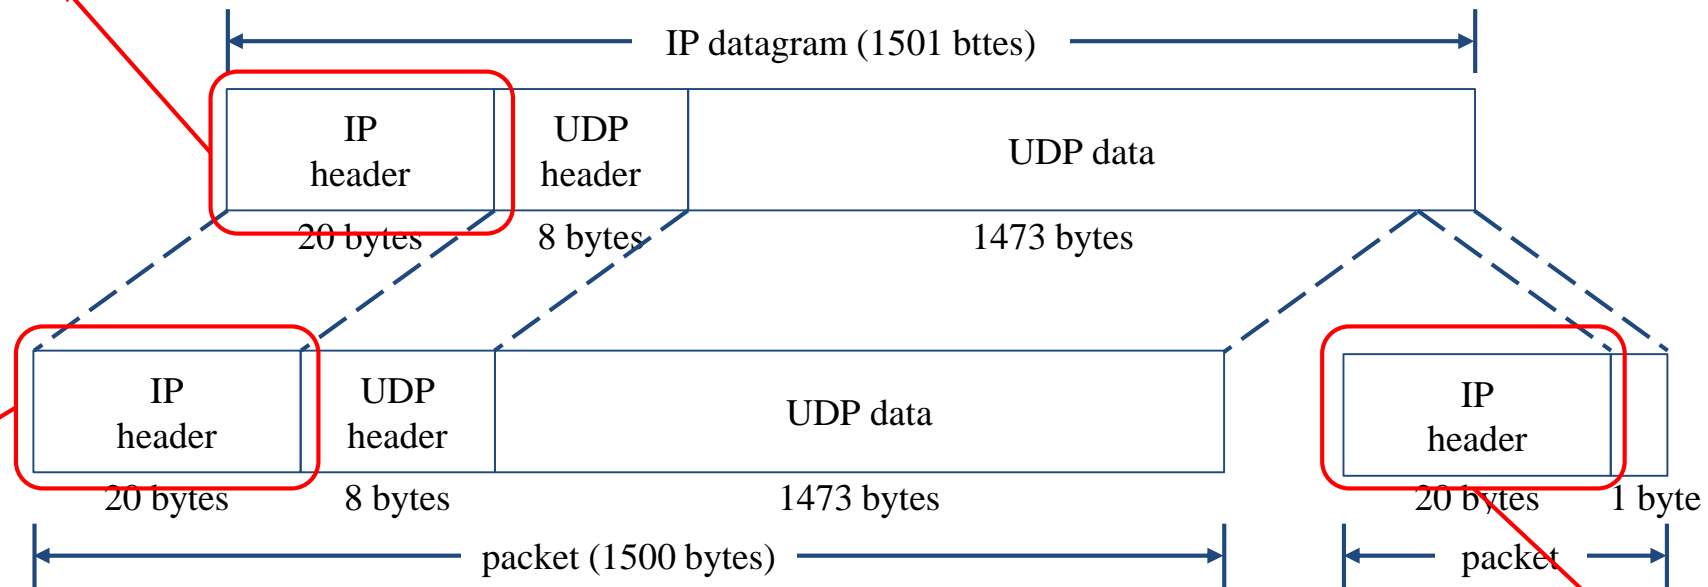 IP datagram (1501 bttes)
IP
header
UDP
header
UDP data
20 bytes
8 bytes
1473 bytes
IP
header
UDP
header
UDP data
IP
header
20 bytes
8 bytes
1473 bytes
20 bytes
1 byte
packet (1500 bytes)
packet